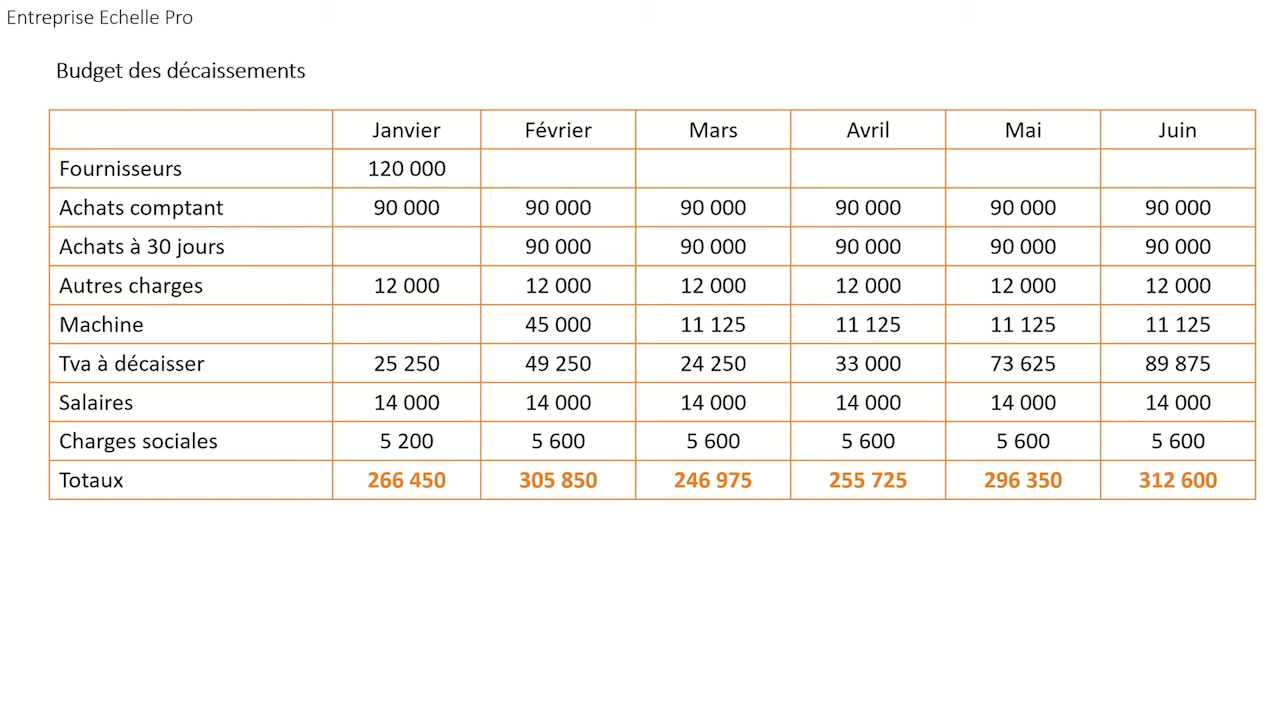 Entreprise Echelle Pro
Budget des décaissements
Janvier Février Mars Avril Mai Juin
Fournisseurs 120 000
Achats comptant 90 000 90 000 90 000 90 000 90 000 90 000
Achats à 30 jours 90 000 90 000 90 000 90 000 90 000
Autres charges 12 000 12 000 12 000 12 000 12 000 12 000
Machine 45 000 11 125 11 125 11 125 11 125
Tva à décaisser 25 250 49 250 24 250 33 000 73 625 89 875
Salaires 14 000 14 000 14 000 14 000 14 000 14 000
Charges sociales 5 200 5 600 5 600 5 600 5 600 5 600
Totaux 266 450 305 850 246 975 255 725 296 350 312 600